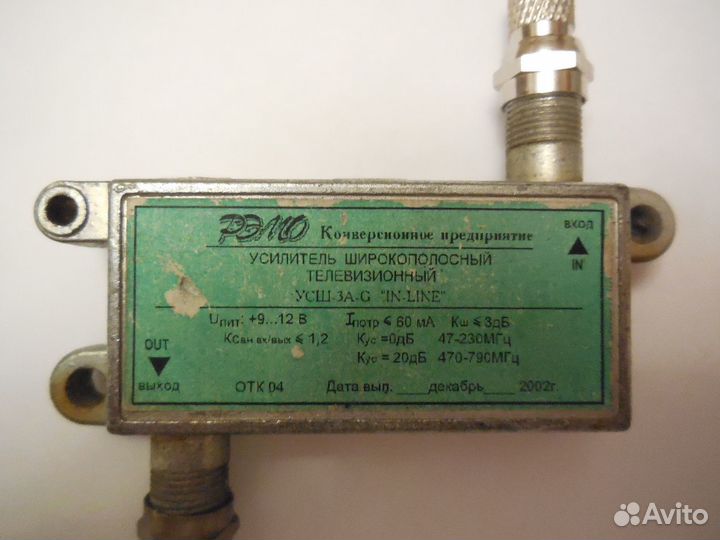 РЭМО Конверсионное предприятие
УСИЛИТЕЛЬ ШИРОКОПОЛОСНЫЙ
ТЕЛЕВИЗИОННЫЙ
УСШ-3А-G "IN-LINE"
ВХОД
IN
Uпит: +9...12 В Iпотр ⩽ 60 мА Кш ⩽ 3дБ
Ксвн вх/вых ⩽ 1,2 Кус =0дБ 47-230МГц
Кус = 20дБ 470-790МГц
OUT
ВЫХОД
ОТК 04 Дата вып. ____декабрь____ 2002г.
Avito